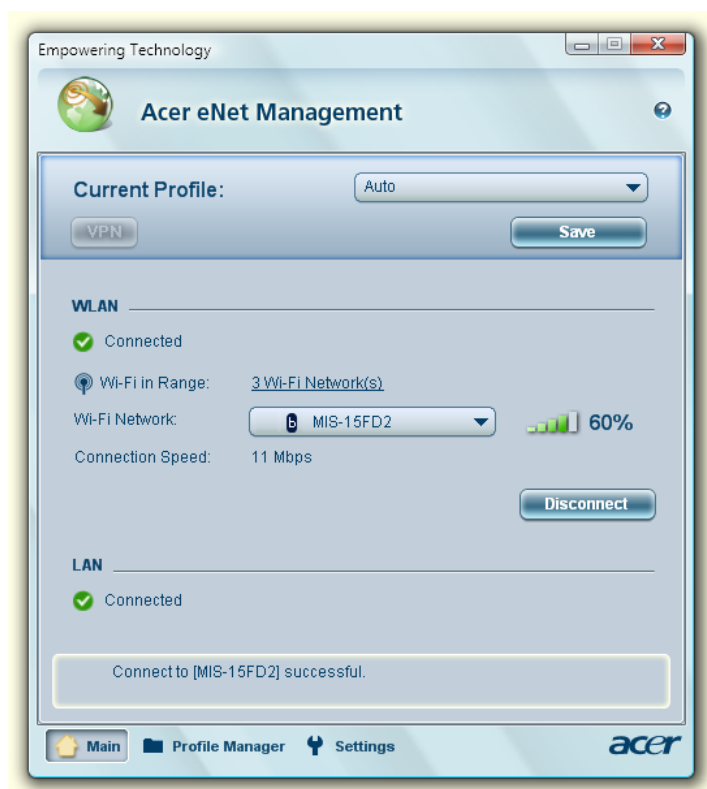 Empowering Technology
Acer eNet Management
Current Profile: Auto
VPN Save
WLAN
Connected
Wi-Fi in Range: 3 Wi-Fi Network(s)
Wi-Fi Network: b MIS-15FD2 60%
Connection Speed: 11 Mbps
Disconnect
LAN
Connected
Connect to [MIS-15FD2] successful.
Main Profile Manager Settings acer